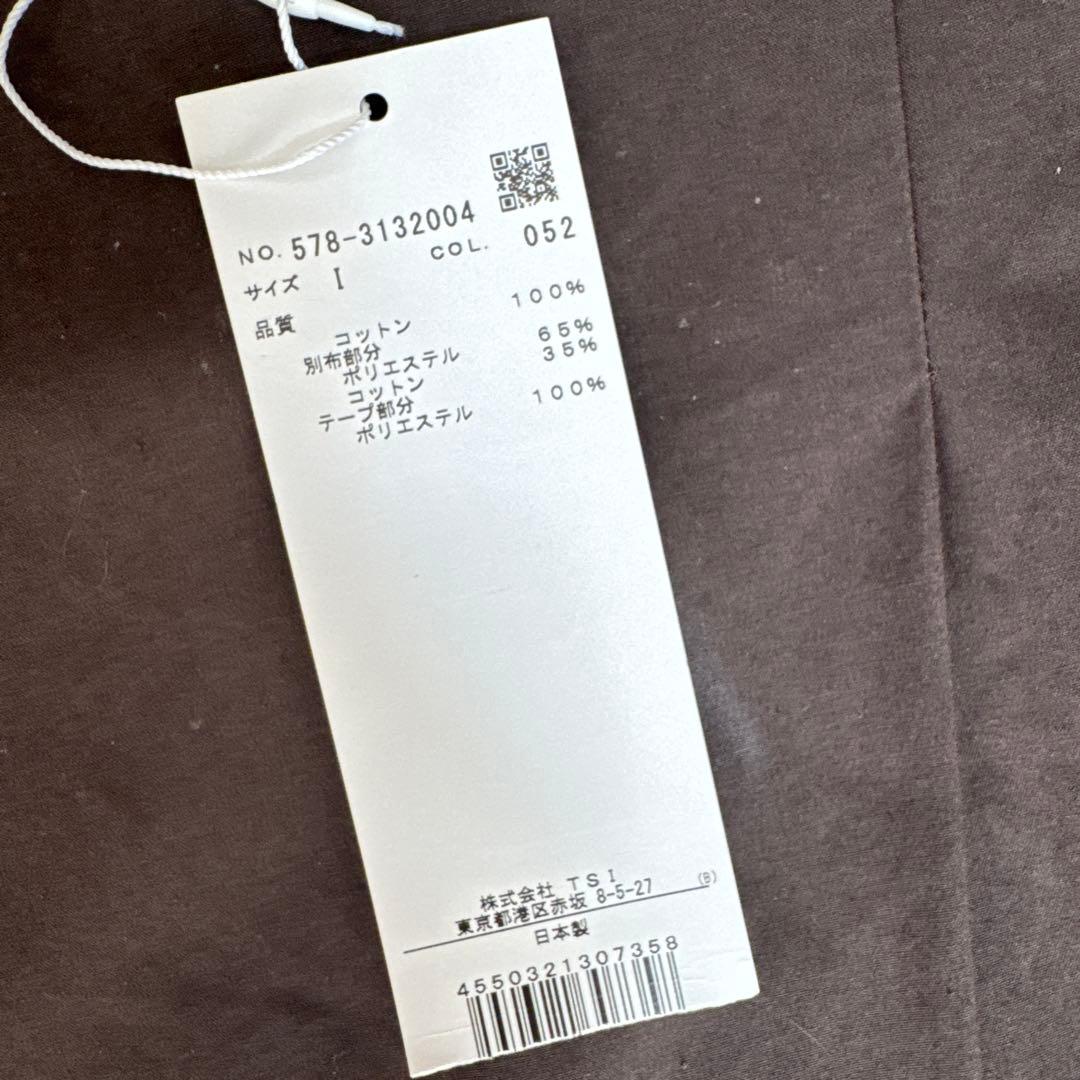 NO. 578-3132004
COL. 052
サイズ I
品質
コットン 100%
別布部分
ポリエステル 65%
コットン 35%
テープ部分
ポリエステル 100%
株式会社 TSI
東京都港区赤坂 8-5-27 (B)
日本製
4550321307358